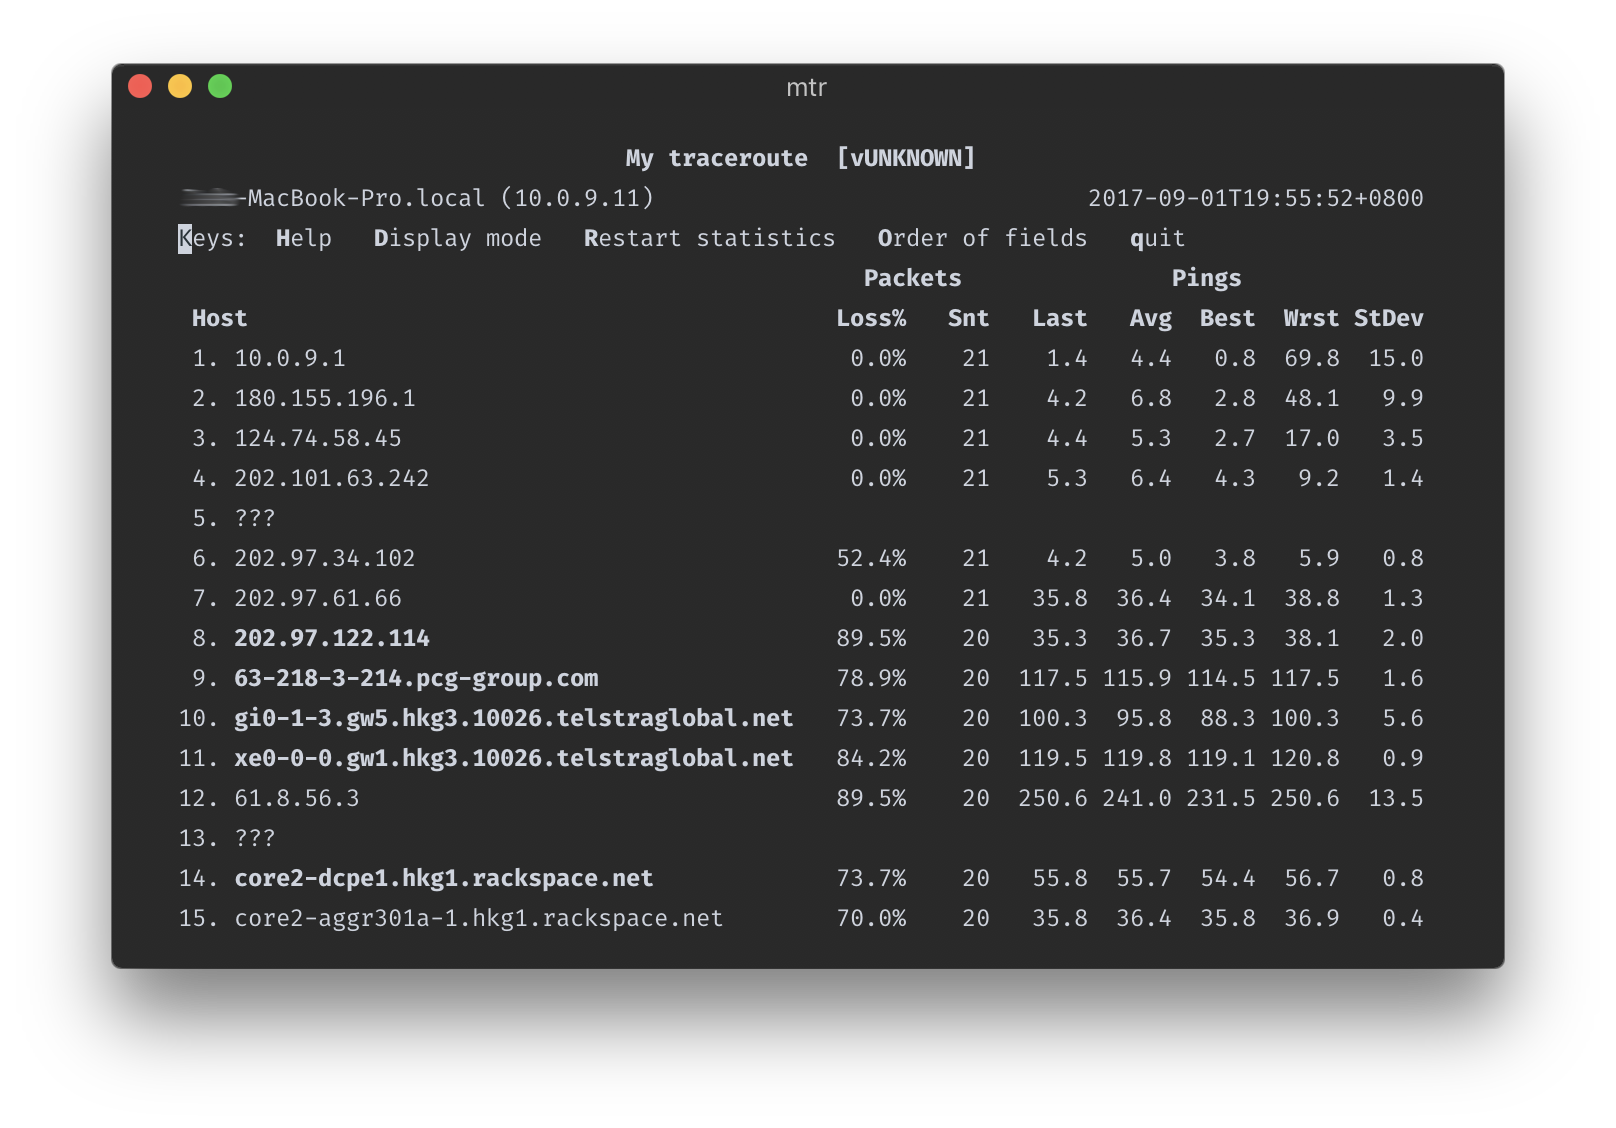 mtr
My traceroute  [vUNKNOWN]
-MacBook-Pro.local (10.0.9.11) 2017-09-01T19:55:52+0800
Keys:  Help   Display mode   Restart statistics   Order of fields   quit
Packets Pings
Host Loss% Snt Last Avg Best Wrst StDev
1. 10.0.9.1 0.0% 21 1.4 4.4 0.8 69.8 15.0
2. 180.155.196.1 0.0% 21 4.2 6.8 2.8 48.1 9.9
3. 124.74.58.45 0.0% 21 4.4 5.3 2.7 17.0 3.5
4. 202.101.63.242 0.0% 21 5.3 6.4 4.3 9.2 1.4
5. ???
6. 202.97.34.102 52.4% 21 4.2 5.0 3.8 5.9 0.8
7. 202.97.61.66 0.0% 21 35.8 36.4 34.1 38.8 1.3
8. 202.97.122.114 89.5% 20 35.3 36.7 35.3 38.1 2.0
9. 63-218-3-214.pcg-group.com 78.9% 20 117.5 115.9 114.5 117.5 1.6
10. gi0-1-3.gw5.hkg3.10026.telstraglobal.net 73.7% 20 100.3 95.8 88.3 100.3 5.6
11. xe0-0-0.gw1.hkg3.10026.telstraglobal.net 84.2% 20 119.5 119.8 119.1 120.8 0.9
12. 61.8.56.3 89.5% 20 250.6 241.0 231.5 250.6 13.5
13. ???
14. core2-dcpe1.hkg1.rackspace.net 73.7% 20 55.8 55.7 54.4 56.7 0.8
15. core2-aggr301a-1.hkg1.rackspace.net 70.0% 20 35.8 36.4 35.8 36.9 0.4